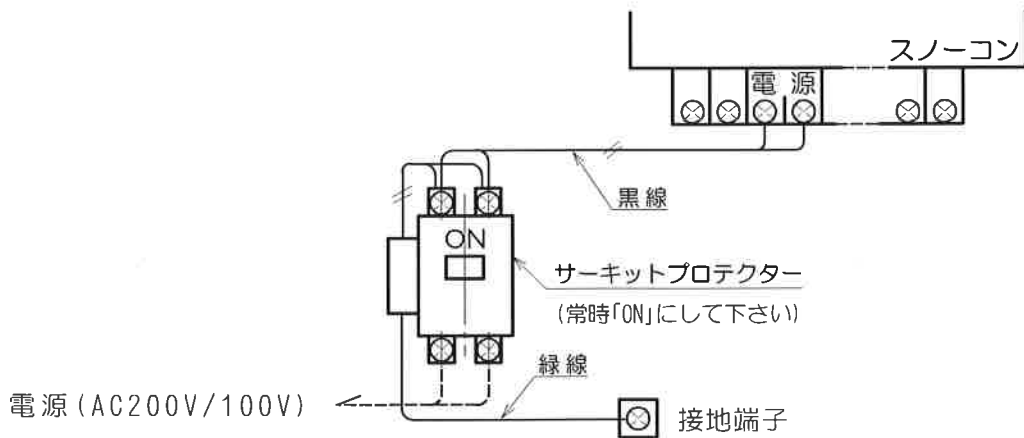 スノーコン
電 源
黒線
ON
サーキットプロテクター
(常時「ON」にして下さい)
緑線
電源(AC200V/100V)
接地端子